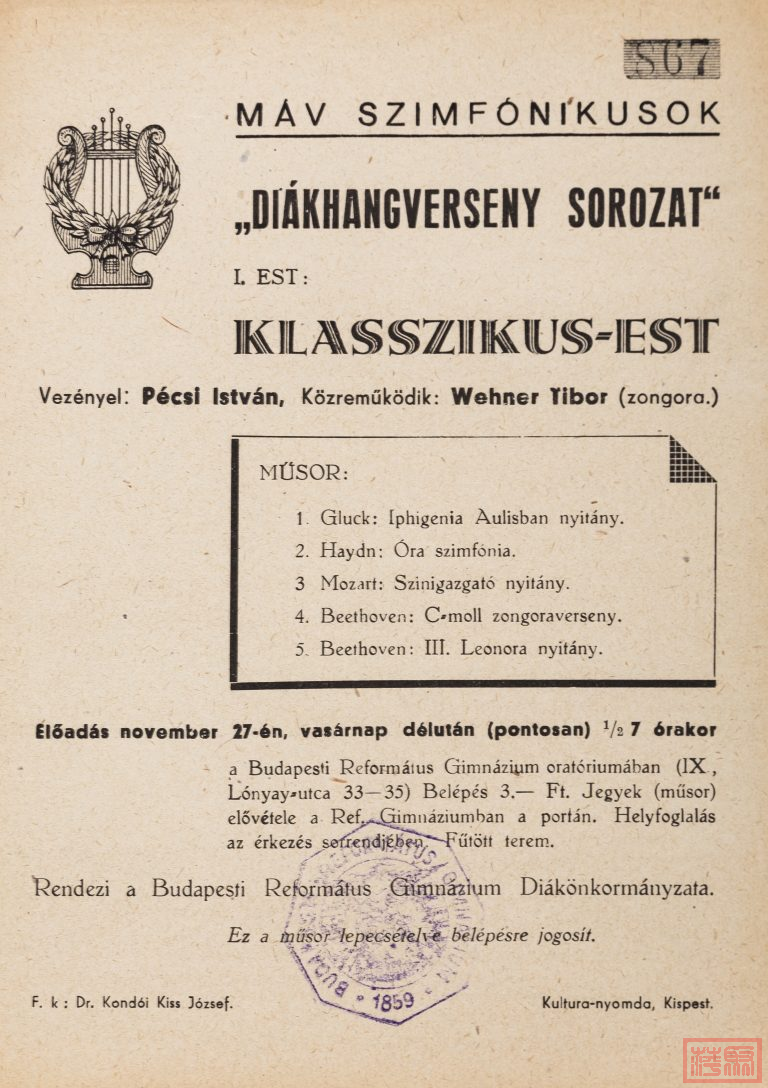 867
MÁV SZIMFÓNIKUSOK
„DIÁKHANGVERSENY SOROZAT“
I. EST:
KLASSZIKUS-EST
Vezényel: Pécsi István, Közreműködik: Wehner Tibor (zongora.)
MŰSOR:
1. Gluck: Iphigenia Aulisban nyitány.
2. Haydn: Óra szimfónia.
3 Mozart: Szinigazgató nyitány.
4. Beethoven: C-moll zongoraverseny.
5. Beethoven: III. Leonora nyitány.
Előadás november 27-én, vasárnap délután (pontosan) 1/2 7 órakor
a Budapesti Református Gimnázium oratóriumában (IX.,
Lónyay-utca 33—35) Belépés 3.— Ft. Jegyek (műsor)
elővétele a Ref. Gimnáziumban a portán. Helyfoglalás
az érkezés sorrendjében. Fűtött terem.
Rendezi a Budapesti Református Gimnázium Diákönkormányzata.
Ez a műsor lepecsételve belépésre jogosít.
1859
F. k : Dr. Kondói Kiss József.
Kultura-nyomda, Kispest.